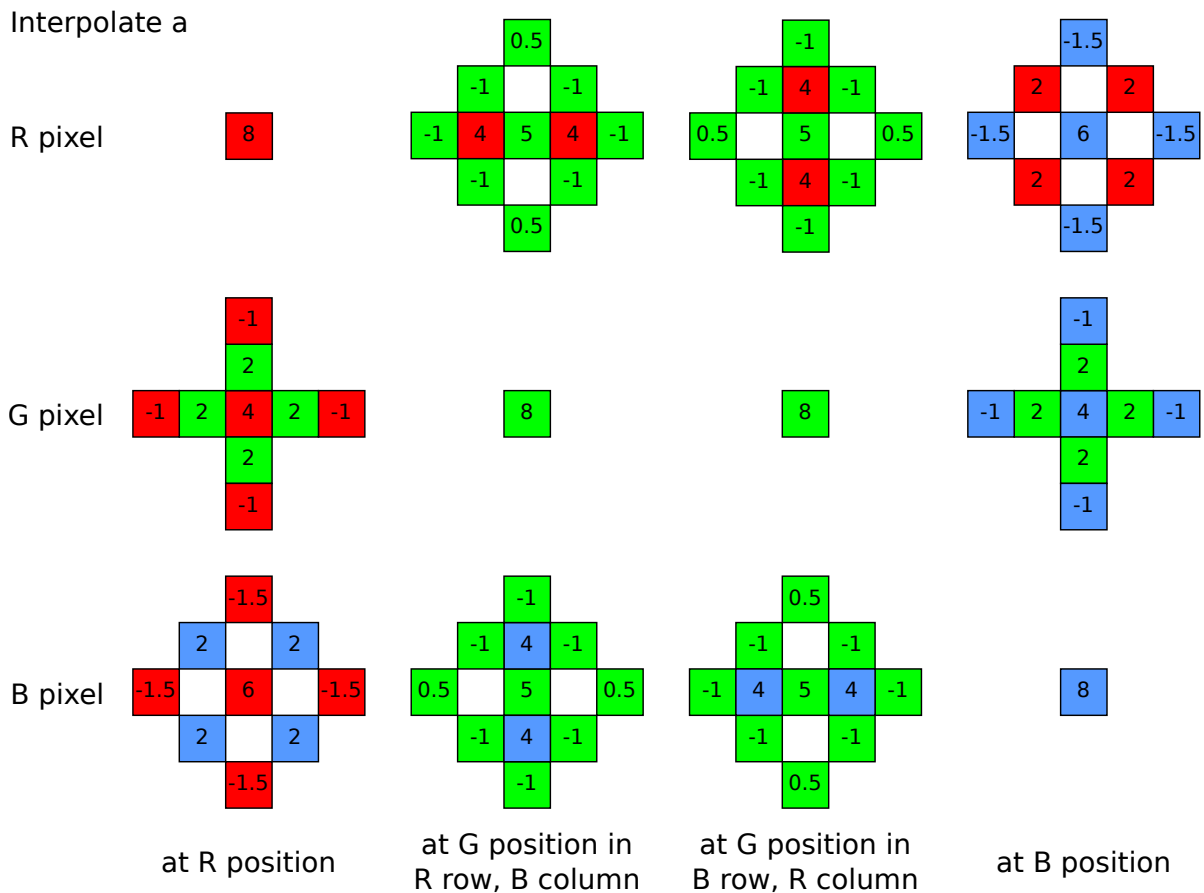 Interpolate a
0.5
-1
-1.5
-1 -1
-1 4 -1
2 2
R pixel
8
-1 4 5 4 -1
0.5 5 0.5
-1.5 6 -1.5
-1 -1
-1 4 -1
2 2
0.5
-1
-1.5
-1
-1
2
2
G pixel
-1 2 4 2 -1
8
8
-1 2 4 2 -1
2
2
-1
-1
-1.5
-1
0.5
2 2
-1 4 -1
-1 -1
B pixel
-1.5 6 -1.5
0.5 5 0.5
-1 4 5 4 -1
8
2 2
-1 4 -1
-1 -1
-1.5
-1
0.5
at R position
at G position in
R row, B column
at G position in
B row, R column
at B position